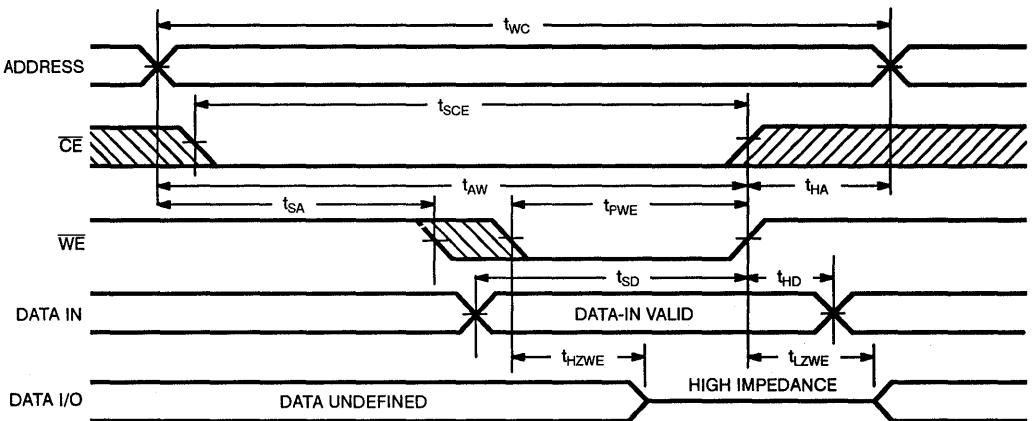 tWC
ADDRESS
tSCE
CE
tAW
tHA
tSA
tPWE
WE
tSD
tHD
DATA IN
DATA-IN VALID
tHZWE
tLZWE
HIGH IMPEDANCE
DATA I/O
DATA UNDEFINED